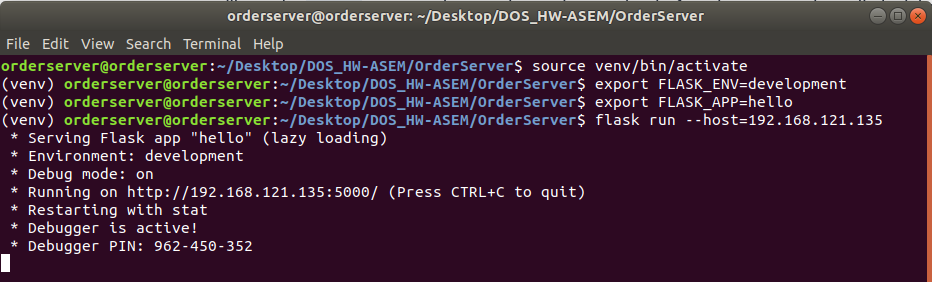 orderserver@orderserver: ~/Desktop/DOS_HW-ASEM/OrderServer
File Edit View Search Terminal Help
orderserver@orderserver:~/Desktop/DOS_HW-ASEM/OrderServer$ source venv/bin/activate
(venv) orderserver@orderserver:~/Desktop/DOS_HW-ASEM/OrderServer$ export FLASK_ENV=development
(venv) orderserver@orderserver:~/Desktop/DOS_HW-ASEM/OrderServer$ export FLASK_APP=hello
(venv) orderserver@orderserver:~/Desktop/DOS_HW-ASEM/OrderServer$ flask run --host=192.168.121.135
 * Serving Flask app "hello" (lazy loading)
 * Environment: development
 * Debug mode: on
 * Running on http://192.168.121.135:5000/ (Press CTRL+C to quit)
 * Restarting with stat
 * Debugger is active!
 * Debugger PIN: 962-450-352